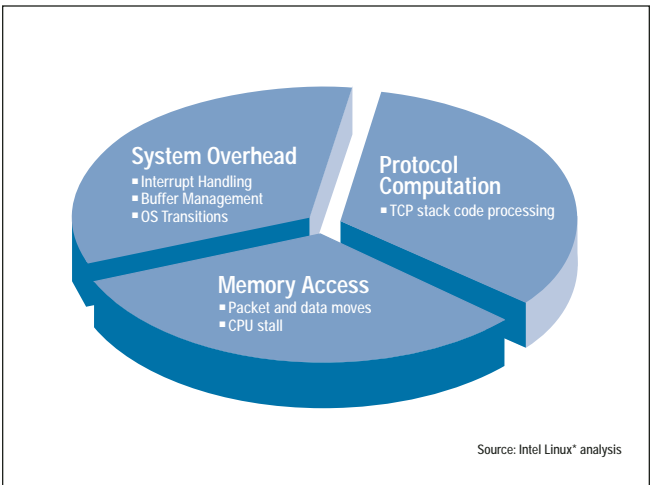 System Overhead
▪ Interrupt Handling
▪ Buffer Management
▪ OS Transitions
Protocol
Computation
▪ TCP stack code processing
Memory Access
▪ Packet and data moves
▪ CPU stall
Source: Intel Linux* analysis